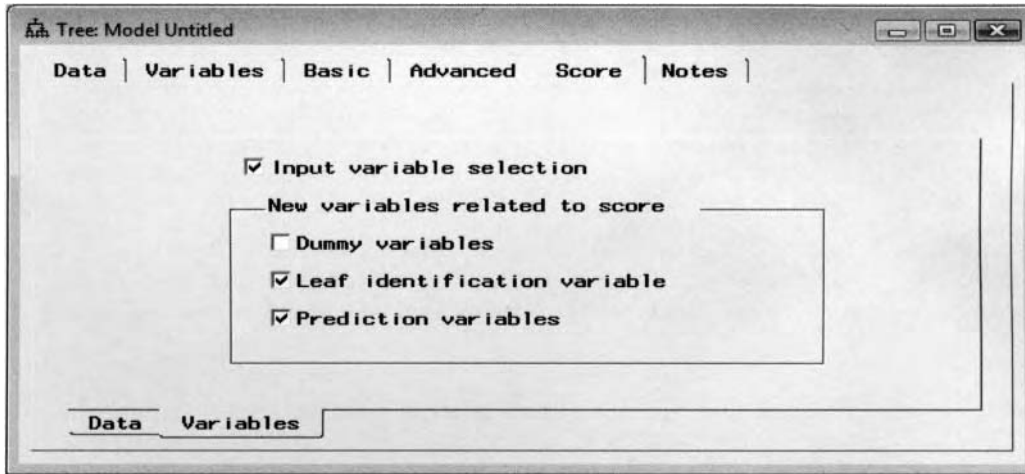 Tree: Model Untitled
Data Variables Basic Advanced Score Notes
Input variable selection
New variables related to score
Dummy variables
Leaf identification variable
Prediction variables
Data Variables